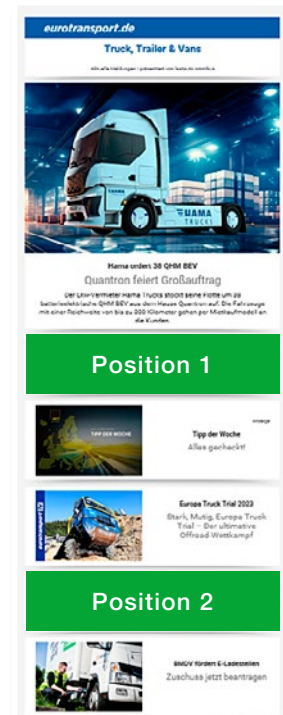 eurotransport.de
Truck, Trailer & Vans
HAMA
HAMA
TRUCKS
Hama ordert 38 QHM BEV
Quantron feiert Großauftrag
Der Lkw-Vermieter Hama Trucks stockt seine Flotte um 38
batterieelektrische QHM BEV aus dem Hause Quantron auf. Die Fahrzeuge
mit einer Reichweite von bis zu 300 Kilometer gehen per Mietkaufmodell an
die Kunden.
Position 1
TIPP DER WOCHE
Anzeige
Tipp der Woche
Alles gecheckt!
eurotransport
Europa Truck Trial 2023
Stark, Mutig, Europa Truck
Trial – Der ultimative
Offroad-Wettkampf
Position 2
BMDV fördert E-Ladestellen
Zuschuss jetzt beantragen